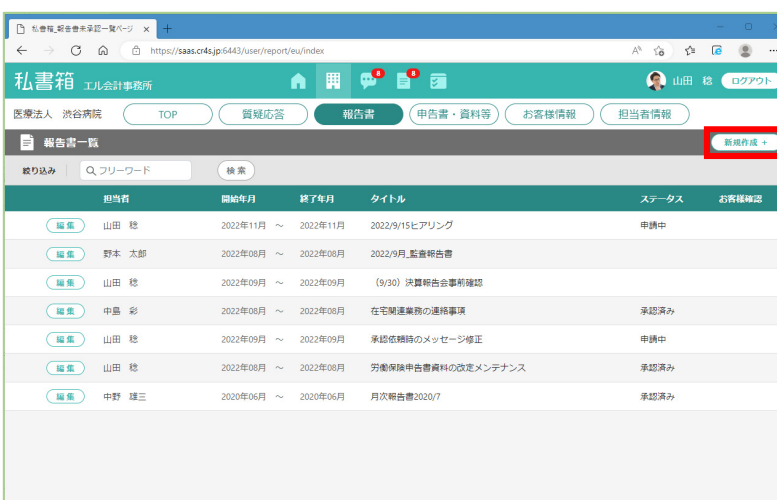 私書箱_報告書未承認一覧ページ
https://saas.cr4s.jp:6443/user/report/eu/index
私書箱 エル会計事務所 8 8 山田 稔 ログアウト
医療法人 渋谷病院 TOP 質疑応答 報告書 申告書・資料等 お客様情報 担当者情報
報告書一覧 新規作成 +
絞り込み フリーワード 検索
担当者 開始年月 終了年月 タイトル ステータス お客様確認
編集 山田 稔 2022年11月 ～ 2022年11月 2022/9/15ヒアリング 申請中
編集 野本 太郎 2022年08月 ～ 2022年08月 2022/9月_監査報告書
編集 山田 稔 2022年09月 ～ 2022年09月 （9/30）決算報告会事前確認
編集 中島 彩 2022年08月 ～ 2022年08月 在宅関連業務の連絡事項 承認済み
編集 山田 稔 2022年09月 ～ 2022年09月 承認依頼時のメッセージ修正 申請中
編集 山田 稔 2022年08月 ～ 2022年08月 労働保険申告書資料の改定メンテナンス 承認済み
編集 中野 雄三 2020年06月 ～ 2020年06月 月次報告書2020/7 承認済み